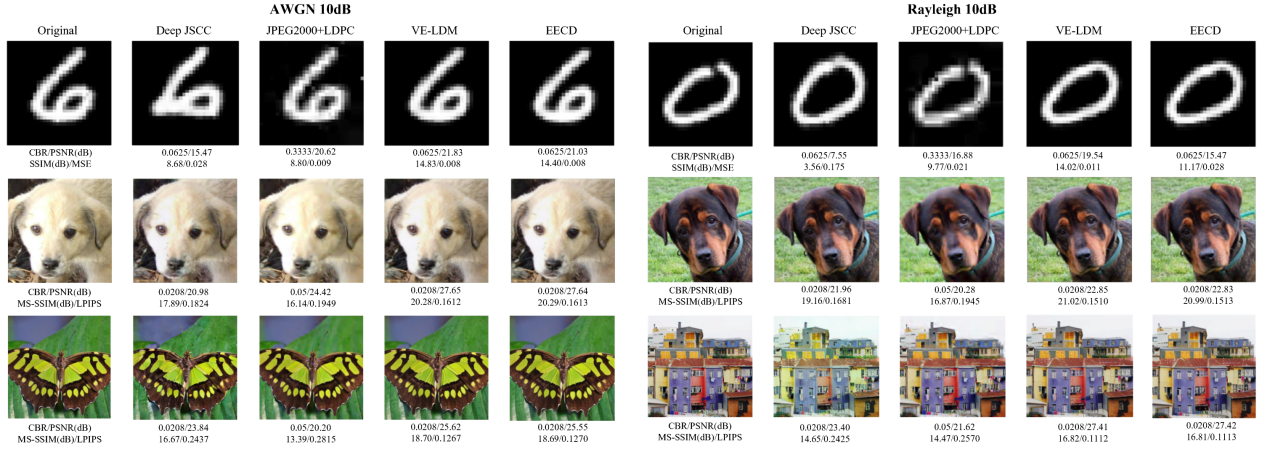 AWGN 10dB
Original Deep JSCC JPEG2000+LDPC VE-LDM EECD
CBR/PSNR(dB) 0.0625/15.47 0.3333/20.62 0.0625/21.83 0.0625/21.03
SSIM(dB)/MSE 8.68/0.028 8.80/0.009 14.83/0.008 14.40/0.008
CBR/PSNR(dB) 0.0208/20.98 0.05/24.42 0.0208/27.65 0.0208/27.64
MS-SSIM(dB)/LPIPS 17.89/0.1824 16.14/0.1949 20.28/0.1612 20.29/0.1613
CBR/PSNR(dB) 0.0208/23.84 0.05/20.20 0.0208/25.62 0.0208/25.55
MS-SSIM(dB)/LPIPS 16.67/0.2437 13.39/0.2815 18.70/0.1267 18.69/0.1270
Rayleigh 10dB
Original Deep JSCC JPEG2000+LDPC VE-LDM EECD
CBR/PSNR(dB) 0.0625/7.55 0.3333/16.88 0.0625/19.54 0.0625/15.47
SSIM(dB)/MSE 3.56/0.175 9.77/0.021 14.02/0.011 11.17/0.028
CBR/PSNR(dB) 0.0208/21.96 0.05/20.28 0.0208/22.85 0.0208/22.83
MS-SSIM(dB)/LPIPS 19.16/0.1681 16.87/0.1945 21.02/0.1510 20.99/0.1513
CBR/PSNR(dB) 0.0208/23.40 0.05/21.62 0.0208/27.41 0.0208/27.42
MS-SSIM(dB)/LPIPS 14.65/0.2425 14.47/0.2570 16.82/0.1112 16.81/0.1113